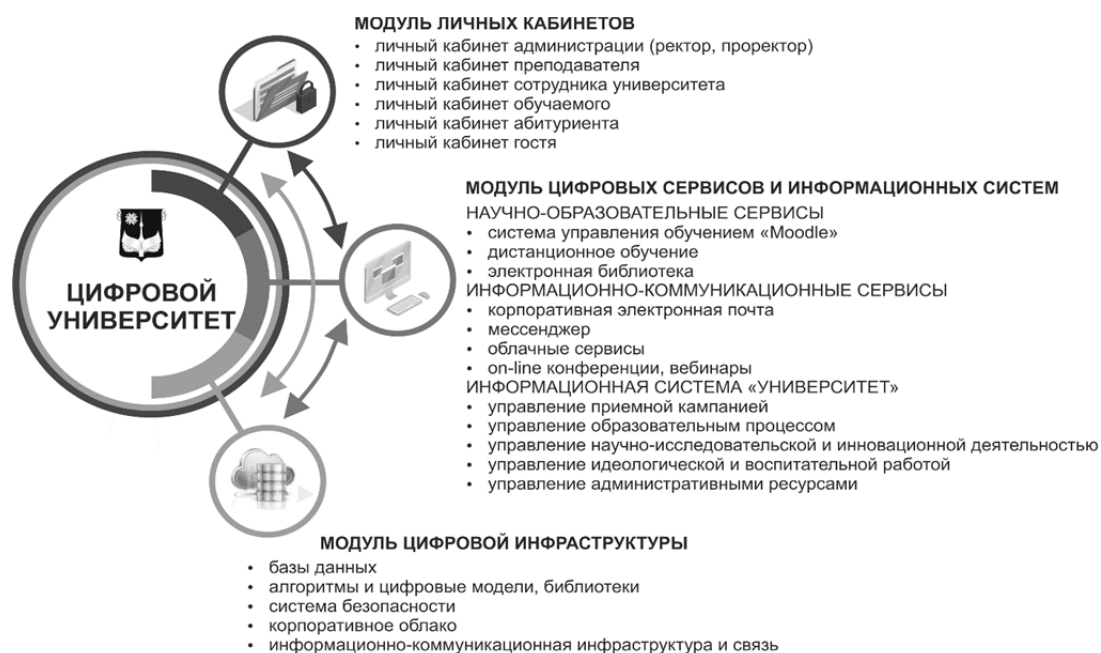 МОДУЛЬ ЛИЧНЫХ КАБИНЕТОВ
• личный кабинет администрации (ректор, проректор)
• личный кабинет преподавателя
• личный кабинет сотрудника университета
• личный кабинет обучаемого
• личный кабинет абитуриента
• личный кабинет гостя
ЦИФРОВОЙ
УНИВЕРСИТЕТ
МОДУЛЬ ЦИФРОВЫХ СЕРВИСОВ И ИНФОРМАЦИОННЫХ СИСТЕМ
НАУЧНО-ОБРАЗОВАТЕЛЬНЫЕ СЕРВИСЫ
• система управления обучением «Moodle»
• дистанционное обучение
• электронная библиотека
ИНФОРМАЦИОННО-КОММУНИКАЦИОННЫЕ СЕРВИСЫ
• корпоративная электронная почта
• мессенджер
• облачные сервисы
• on-line конференции, вебинары
ИНФОРМАЦИОННАЯ СИСТЕМА «УНИВЕРСИТЕТ»
• управление приемной кампанией
• управление образовательным процессом
• управление научно-исследовательской и инновационной деятельностью
• управление идеологической и воспитательной работой
• управление административными ресурсами
МОДУЛЬ ЦИФРОВОЙ ИНФРАСТРУКТУРЫ
• базы данных
• алгоритмы и цифровые модели, библиотеки
• система безопасности
• корпоративное облако
• информационно-коммуникационная инфраструктура и связь